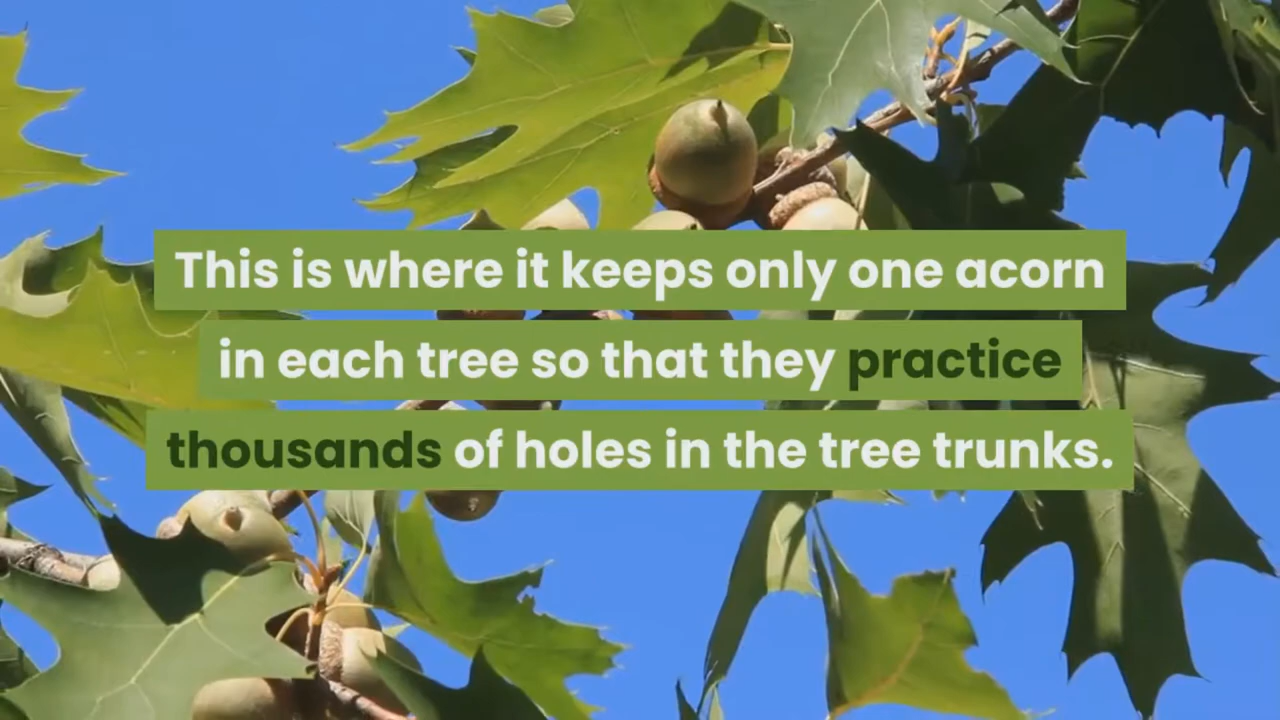 This is where it keeps only one acorn
in each tree so that they practice
thousands of holes in the tree trunks.